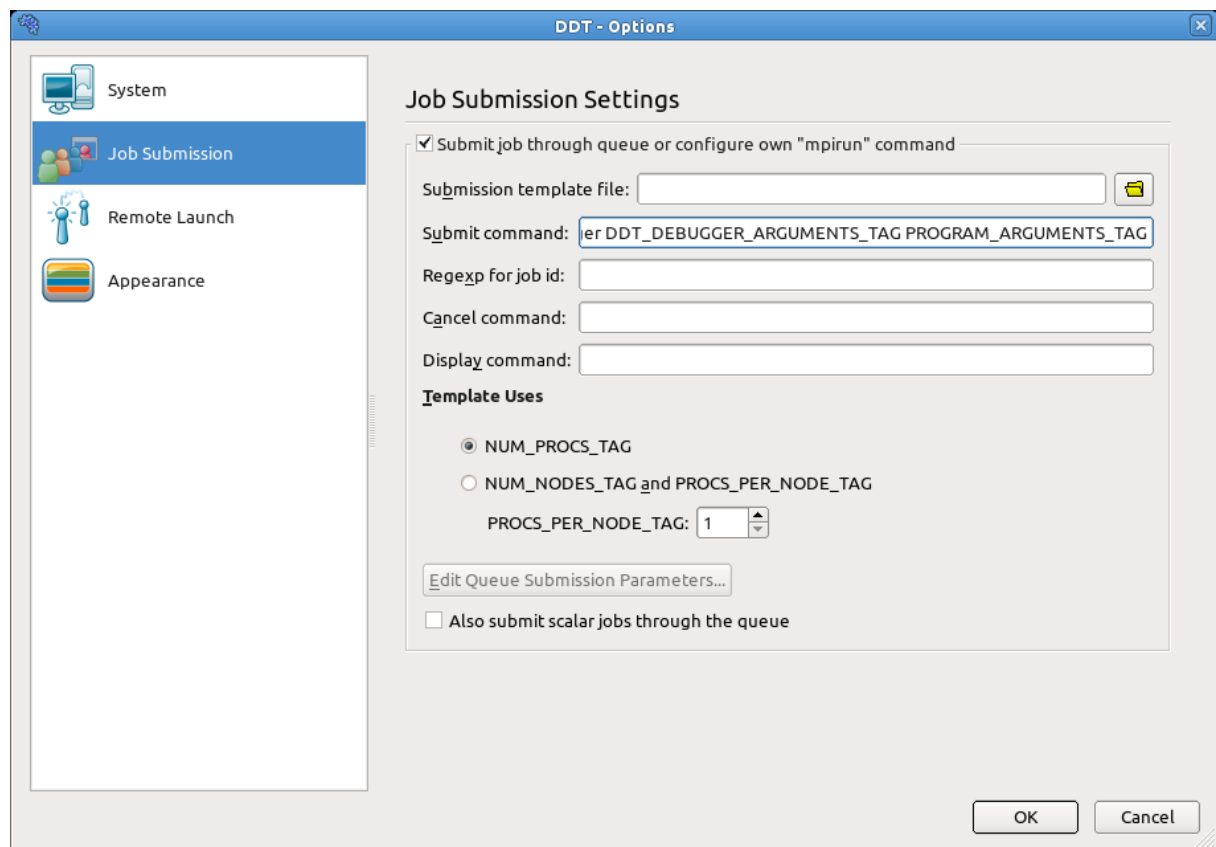 DDT - Options
System
Job Submission
Remote Launch
Appearance
Job Submission Settings
Submit job through queue or configure own "mpirun" command
Submission template file:
Submit command: er DDT_DEBUGGER_ARGUMENTS_TAG PROGRAM_ARGUMENTS_TAG
Regexp for job id:
Cancel command:
Display command:
Template Uses
NUM_PROCS_TAG
NUM_NODES_TAG and PROCS_PER_NODE_TAG
PROCS_PER_NODE_TAG: 1
Edit Queue Submission Parameters...
Also submit scalar jobs through the queue
OK Cancel